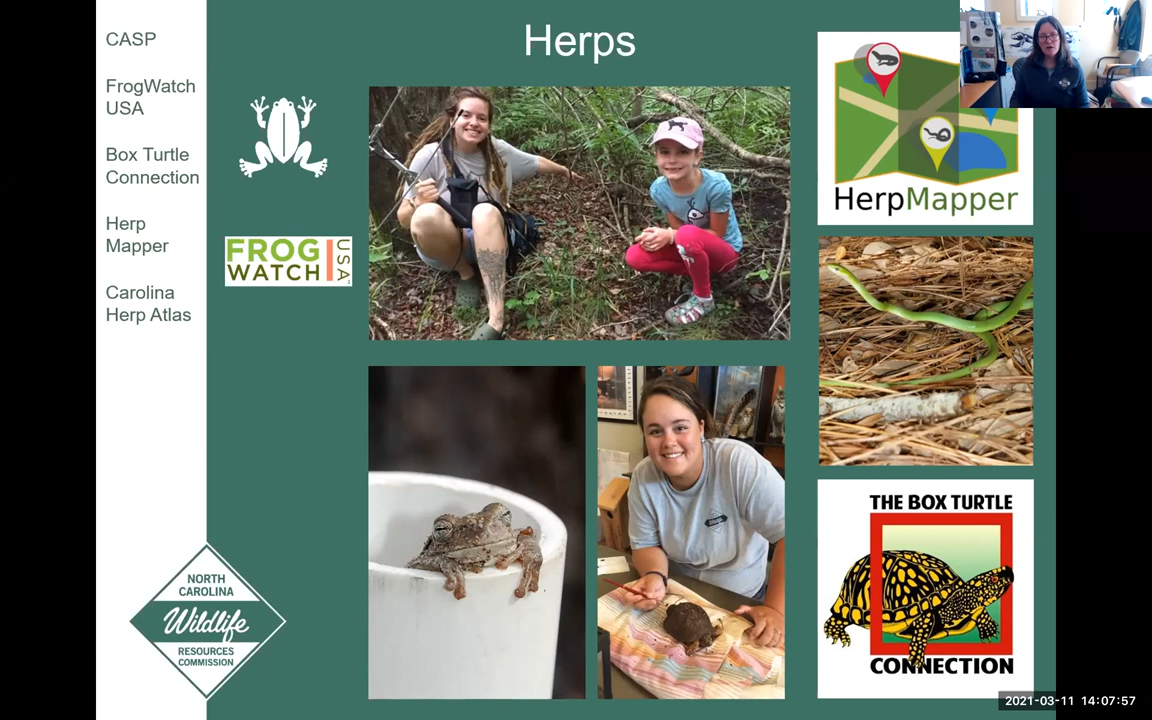 Herps
CASP
FrogWatch
USA
Box Turtle
Connection
Herp
Mapper
Carolina
Herp Atlas
FROG
WATCH
USA
HerpMapper
THE BOX TURTLE
CONNECTION
NORTH
CAROLINA
Wildlife
RESOURCES
COMMISSION
2021-03-11 14:07:57